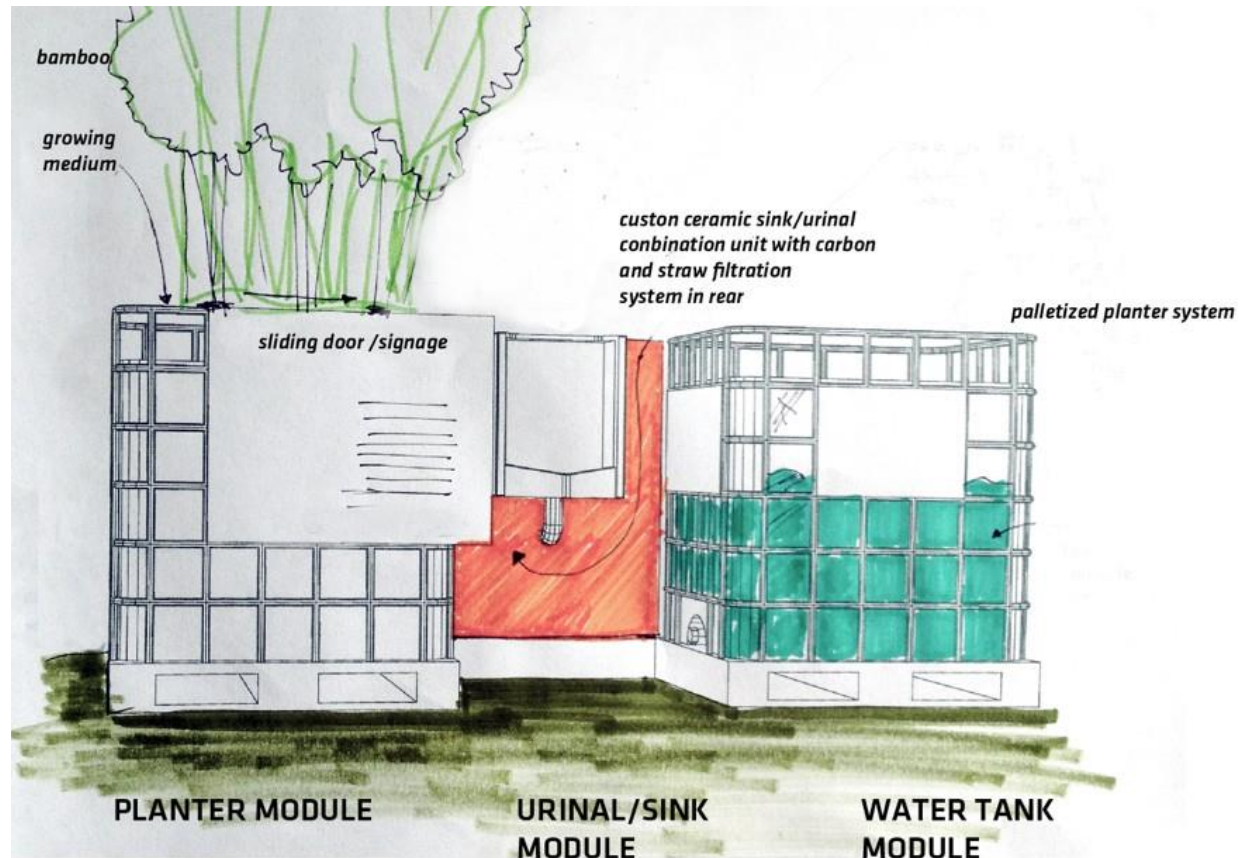 bamboo
growing
medium
custon ceramic sink/urinal
conbination unit with carbon
and straw filtration
system in rear
palletized planter system
sliding door /signage
PLANTER MODULE
URINAL/SINK
MODULE
WATER TANK
MODULE